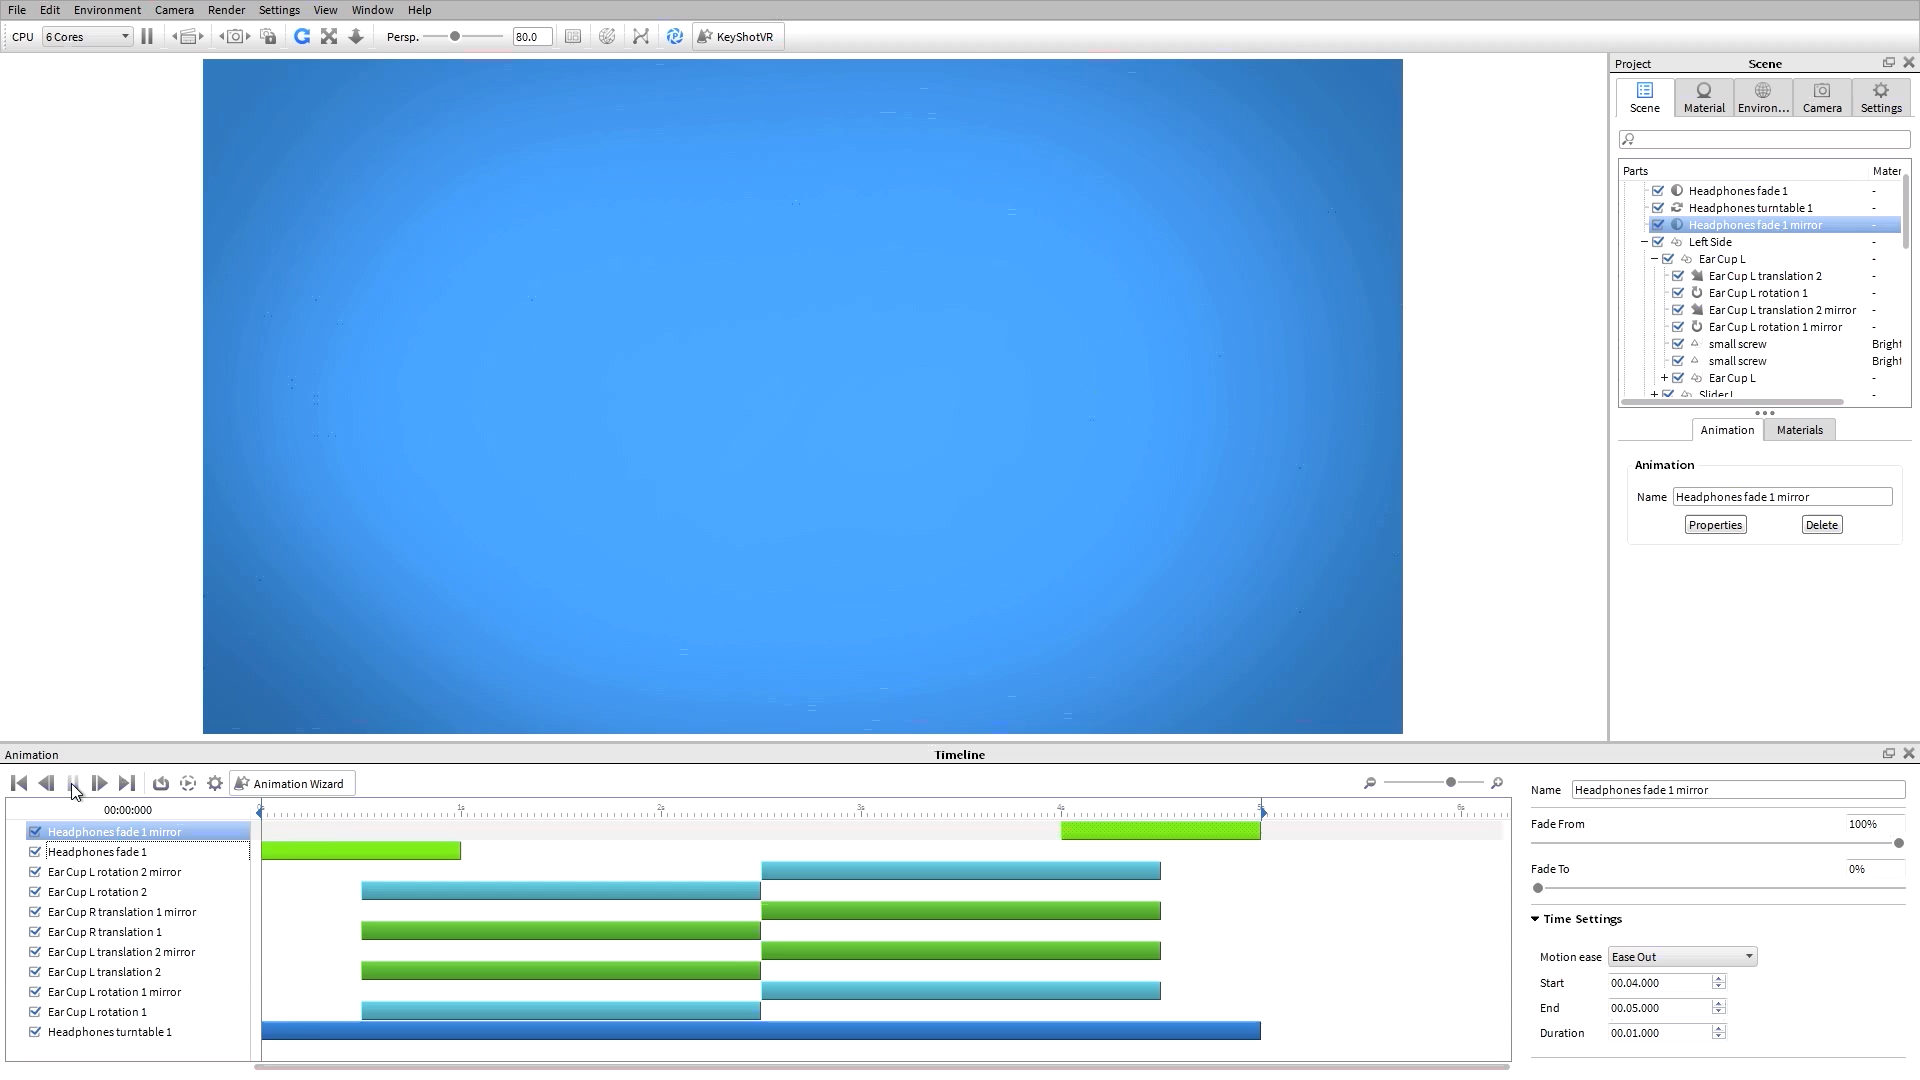 File Edit Environment Camera Render Settings View Window Help
CPU 6 Cores Persp. 80.0 KeyShotVR
Project Scene
Scene Material Environ... Camera Settings
Parts Mater
Headphones fade 1 -
Headphones turntable 1 -
Headphones fade 1 mirror -
Left Side -
Ear Cup L -
Ear Cup L translation 2 -
Ear Cup L rotation 1 -
Ear Cup L translation 2 mirror -
Ear Cup L rotation 1 mirror -
small screw Bright
small screw Bright
Ear Cup L -
Slider L -
Animation Materials
Animation
Name Headphones fade 1 mirror
Properties Delete
Animation Timeline
Animation Wizard
00:00:000 1s 2s 3s 4s 5s 6s
Headphones fade 1 mirror
Headphones fade 1
Ear Cup L rotation 2 mirror
Ear Cup L rotation 2
Ear Cup R translation 1 mirror
Ear Cup R translation 1
Ear Cup L translation 2 mirror
Ear Cup L translation 2
Ear Cup L rotation 1 mirror
Ear Cup L rotation 1
Headphones turntable 1
Name Headphones fade 1 mirror
Fade From 100%
Fade To 0%
Time Settings
Motion ease Ease Out
Start 00.04.000
End 00.05.000
Duration 00.01.000